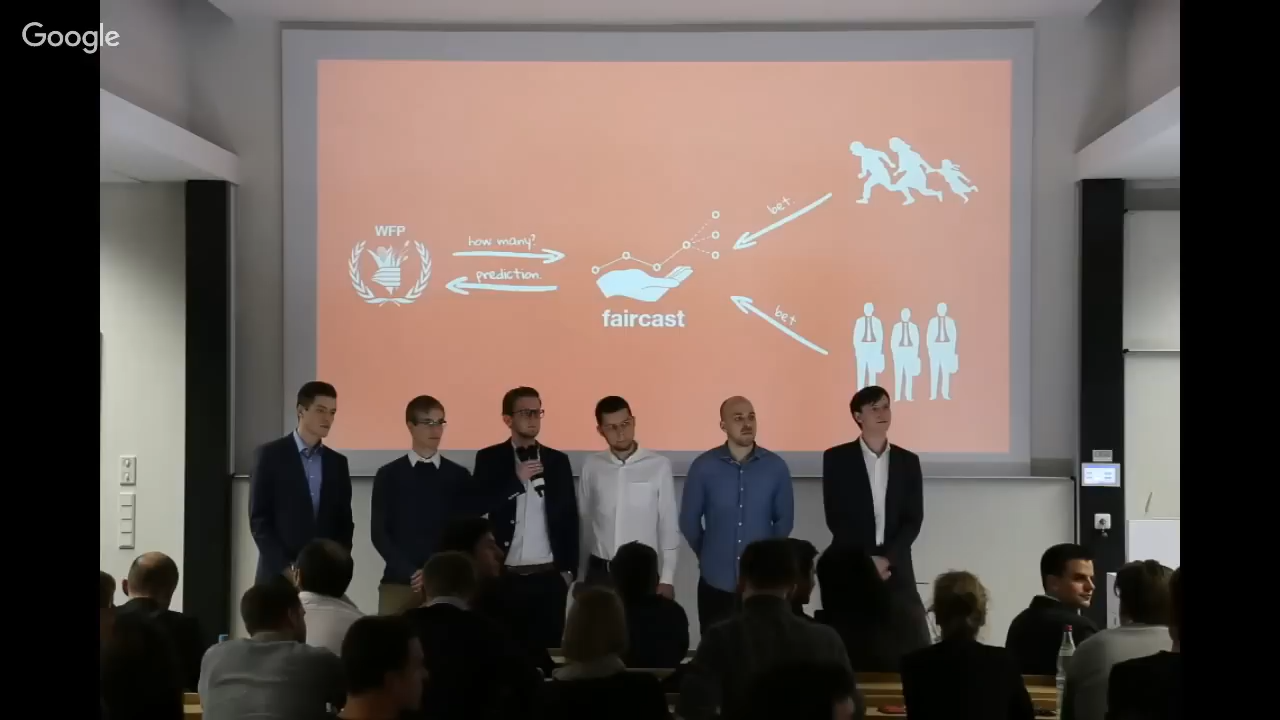 Google
WFP
how many?
prediction.
faircast
bet.
bet